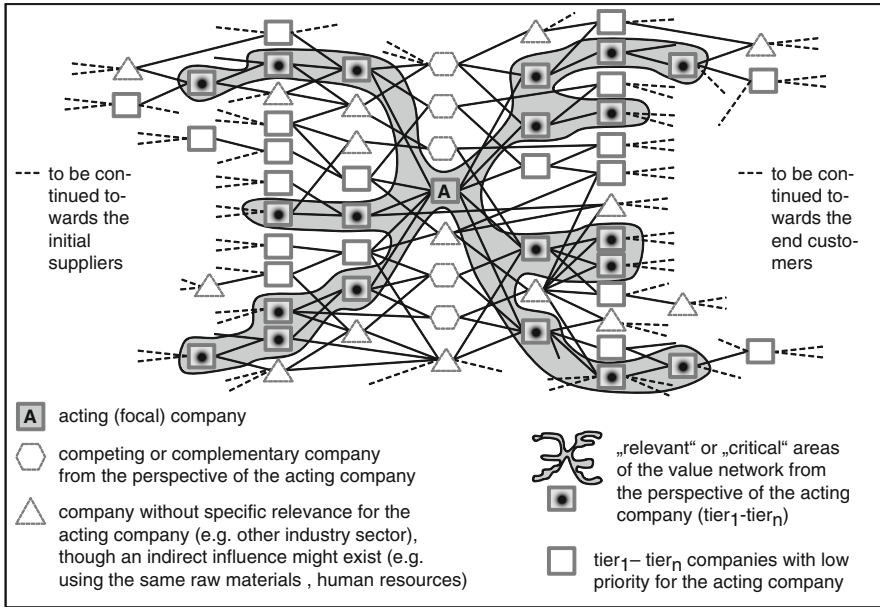 A
to be con-
tinued to-
wards the
initial
suppliers
to be con-
tinued to-
wards the
end custo-
mers
A acting (focal) company
competing or complementary company
from the perspective of the acting company
company without specific relevance for the
acting company (e.g. other industry sector),
though an indirect influence might exist (e.g.
using the same raw materials , human resources)
„relevant“ or „critical“ areas
of the value network from
the perspective of the acting
company (tier1-tiern)
tier1– tiern companies with low
priority for the acting company